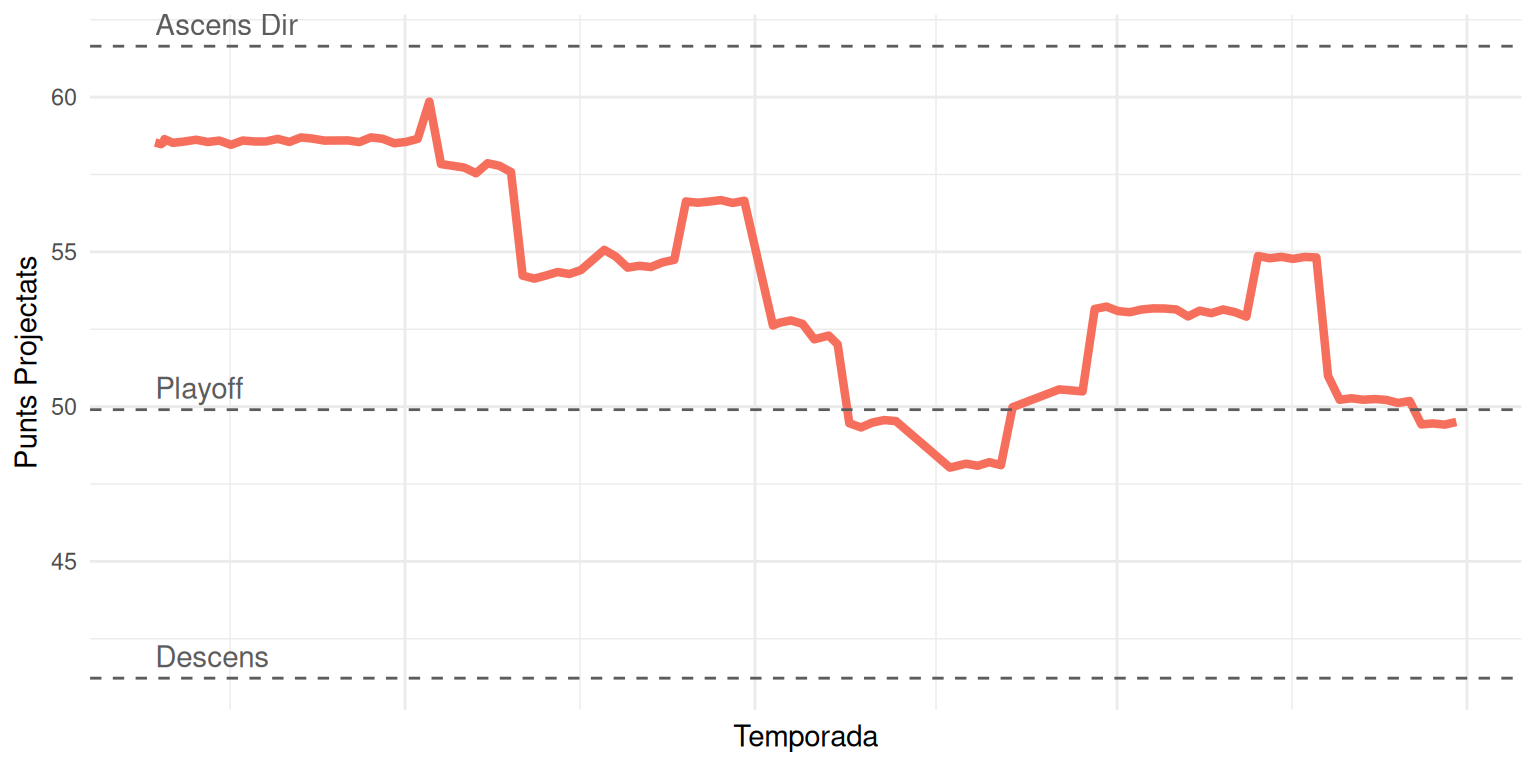 Ascens Dir
60
55
Playoff
50
45
Descens
Punts Projectats
Temporada